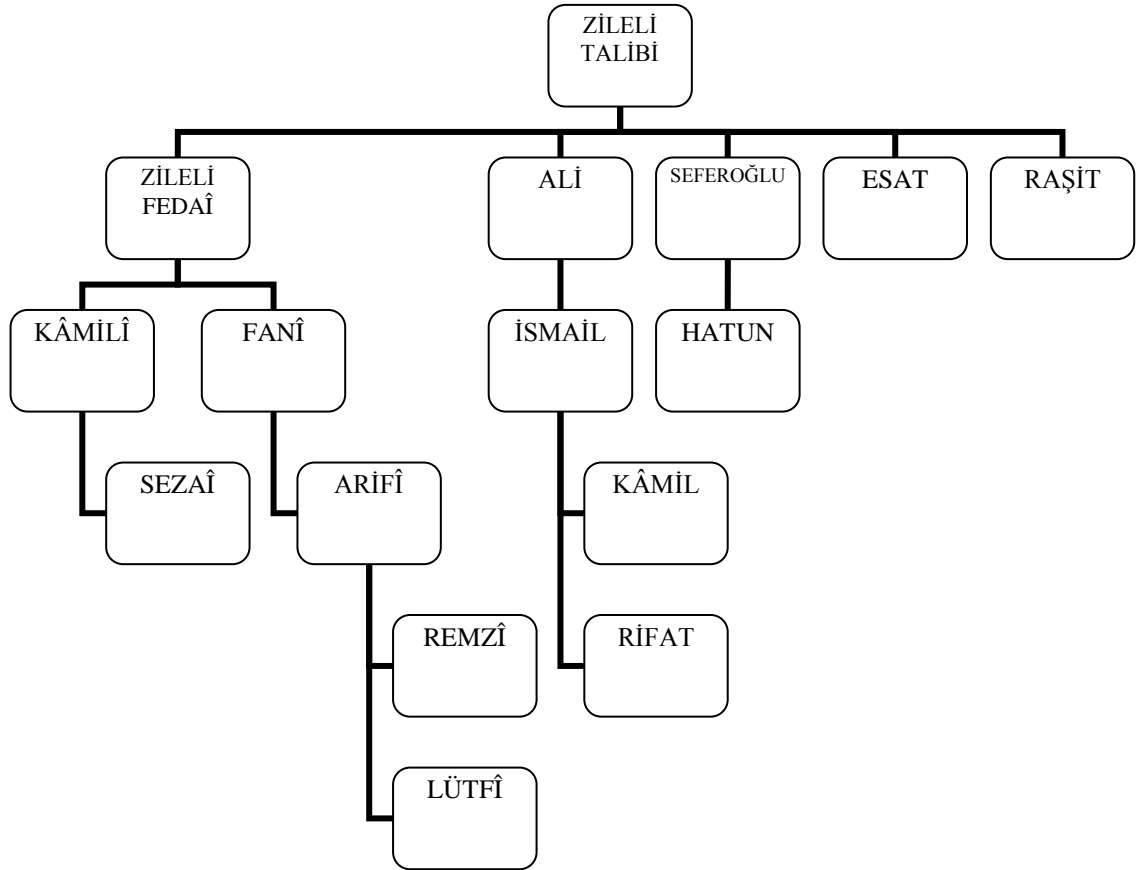 ZİLELİ
TALİBİ
ZİLELİ
FEDAÎ
ALİ
SEFEROĞLU
ESAT
RAŞİT
KÂMİLÎ
FANÎ
İSMAİL
HATUN
SEZAÎ
ARİFÎ
KÂMİL
REMZÎ
RİFAT
LÜTFÎ